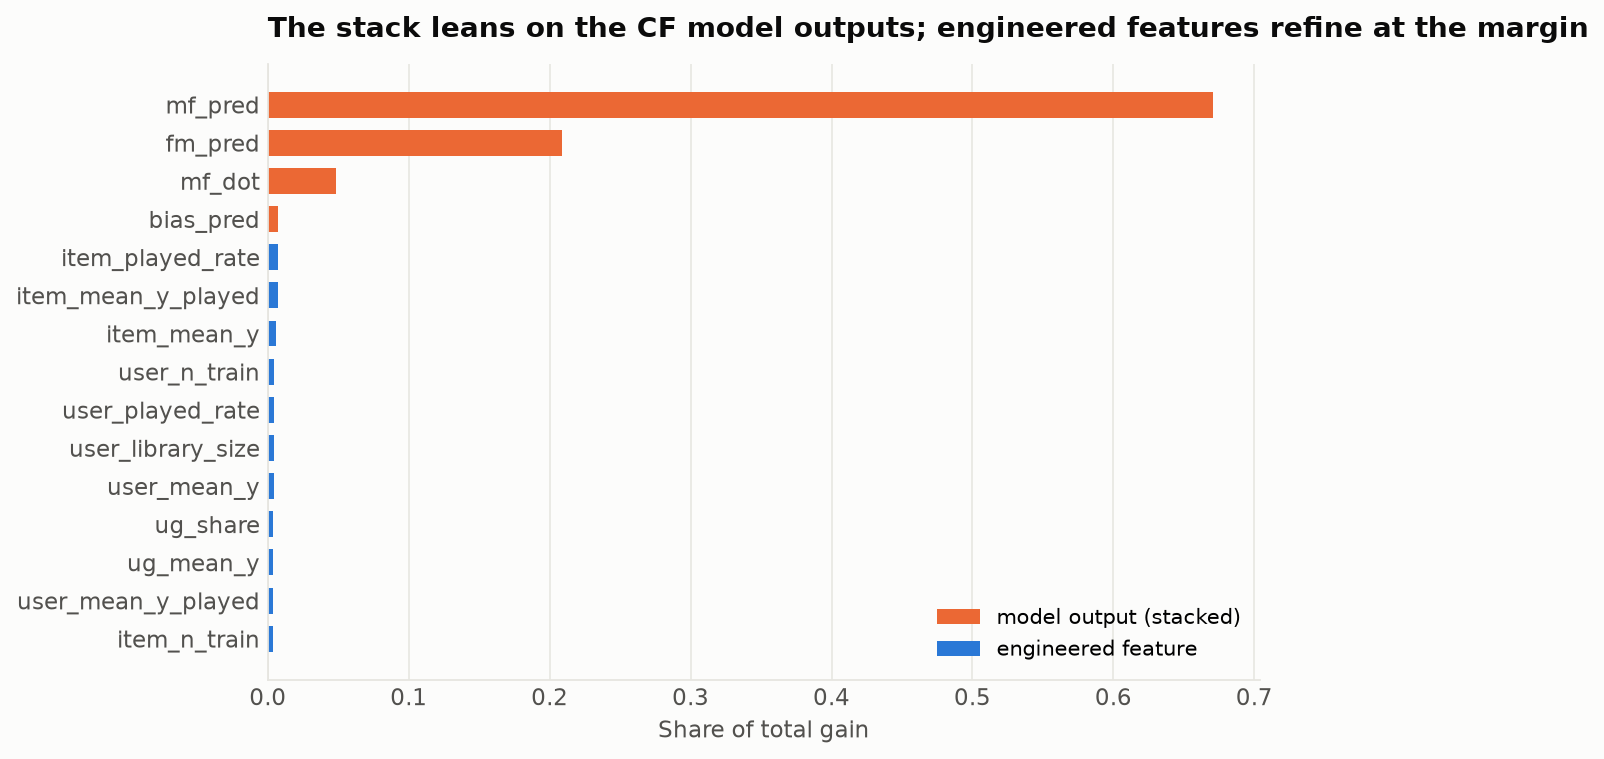 The stack leans on the CF model outputs; engineered features refine at the margin
mf_pred
fm_pred
mf_dot
bias_pred
item_played_rate
item_mean_y_played
item_mean_y
user_n_train
user_played_rate
user_library_size
user_mean_y
ug_share
ug_mean_y
user_mean_y_played
item_n_train
model output (stacked)
engineered feature
0.0 0.1 0.2 0.3 0.4 0.5 0.6 0.7
Share of total gain